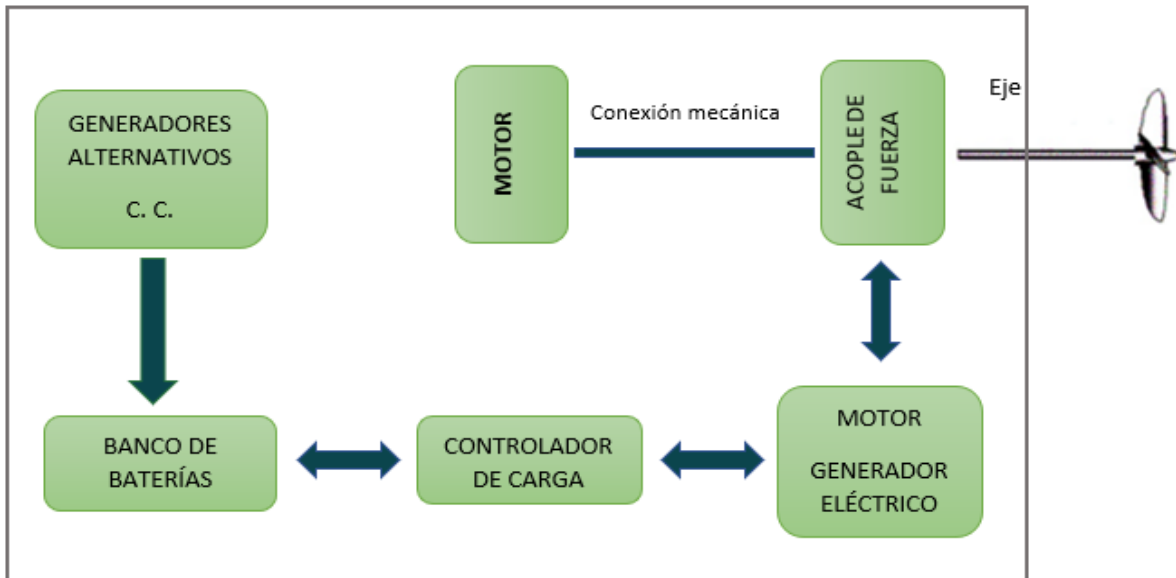 GENERADORES
ALTERNATIVOS
C. C.
MOTOR
Conexión mecánica
ACOPLE DE
FUERZA
Eje
BANCO DE
BATERÍAS
CONTROLADOR
DE CARGA
MOTOR
GENERADOR
ELÉCTRICO